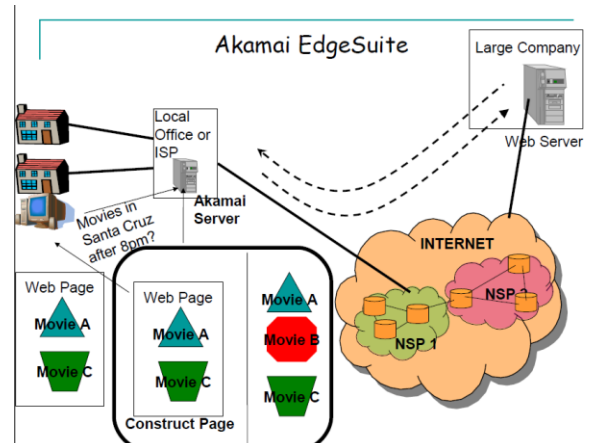 Akamai EdgeSuite
Large Company
Web Server
Local
Office or
ISP
Akamai
Server
Movies in
Santa Cruz
after 8pm?
INTERNET
NSP 2
NSP 1
Web Page
Movie A
Movie C
Web Page
Movie A
Movie C
Construct Page
Movie A
Movie B
Movie C